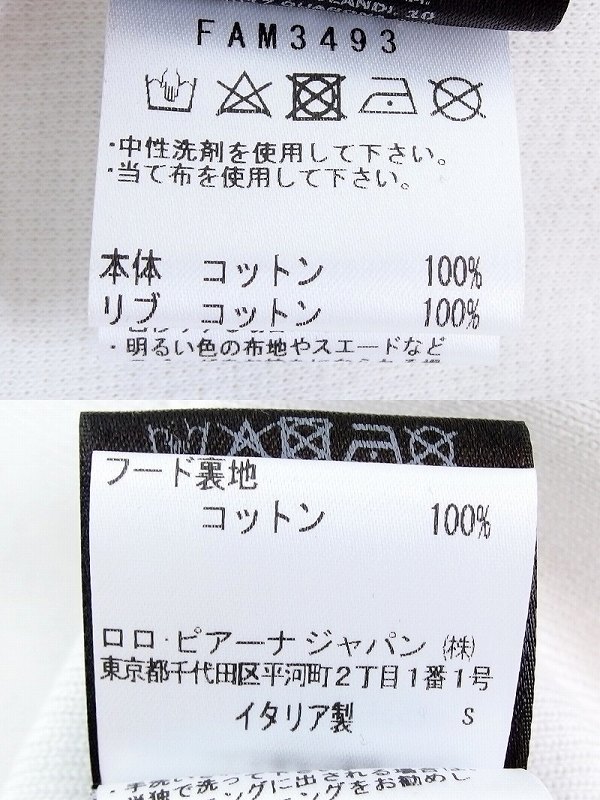 FAM3493
・中性洗剤を使用して下さい。
・当て布を使用して下さい。
本体 コットン 100%
リブ コットン 100%
・明るい色の布地やスエードなど
フード裏地
コットン 100%
ロロ・ピアーナ ジャパン ㈱
東京都千代田区平河町2丁目1番1号
イタリア製 S